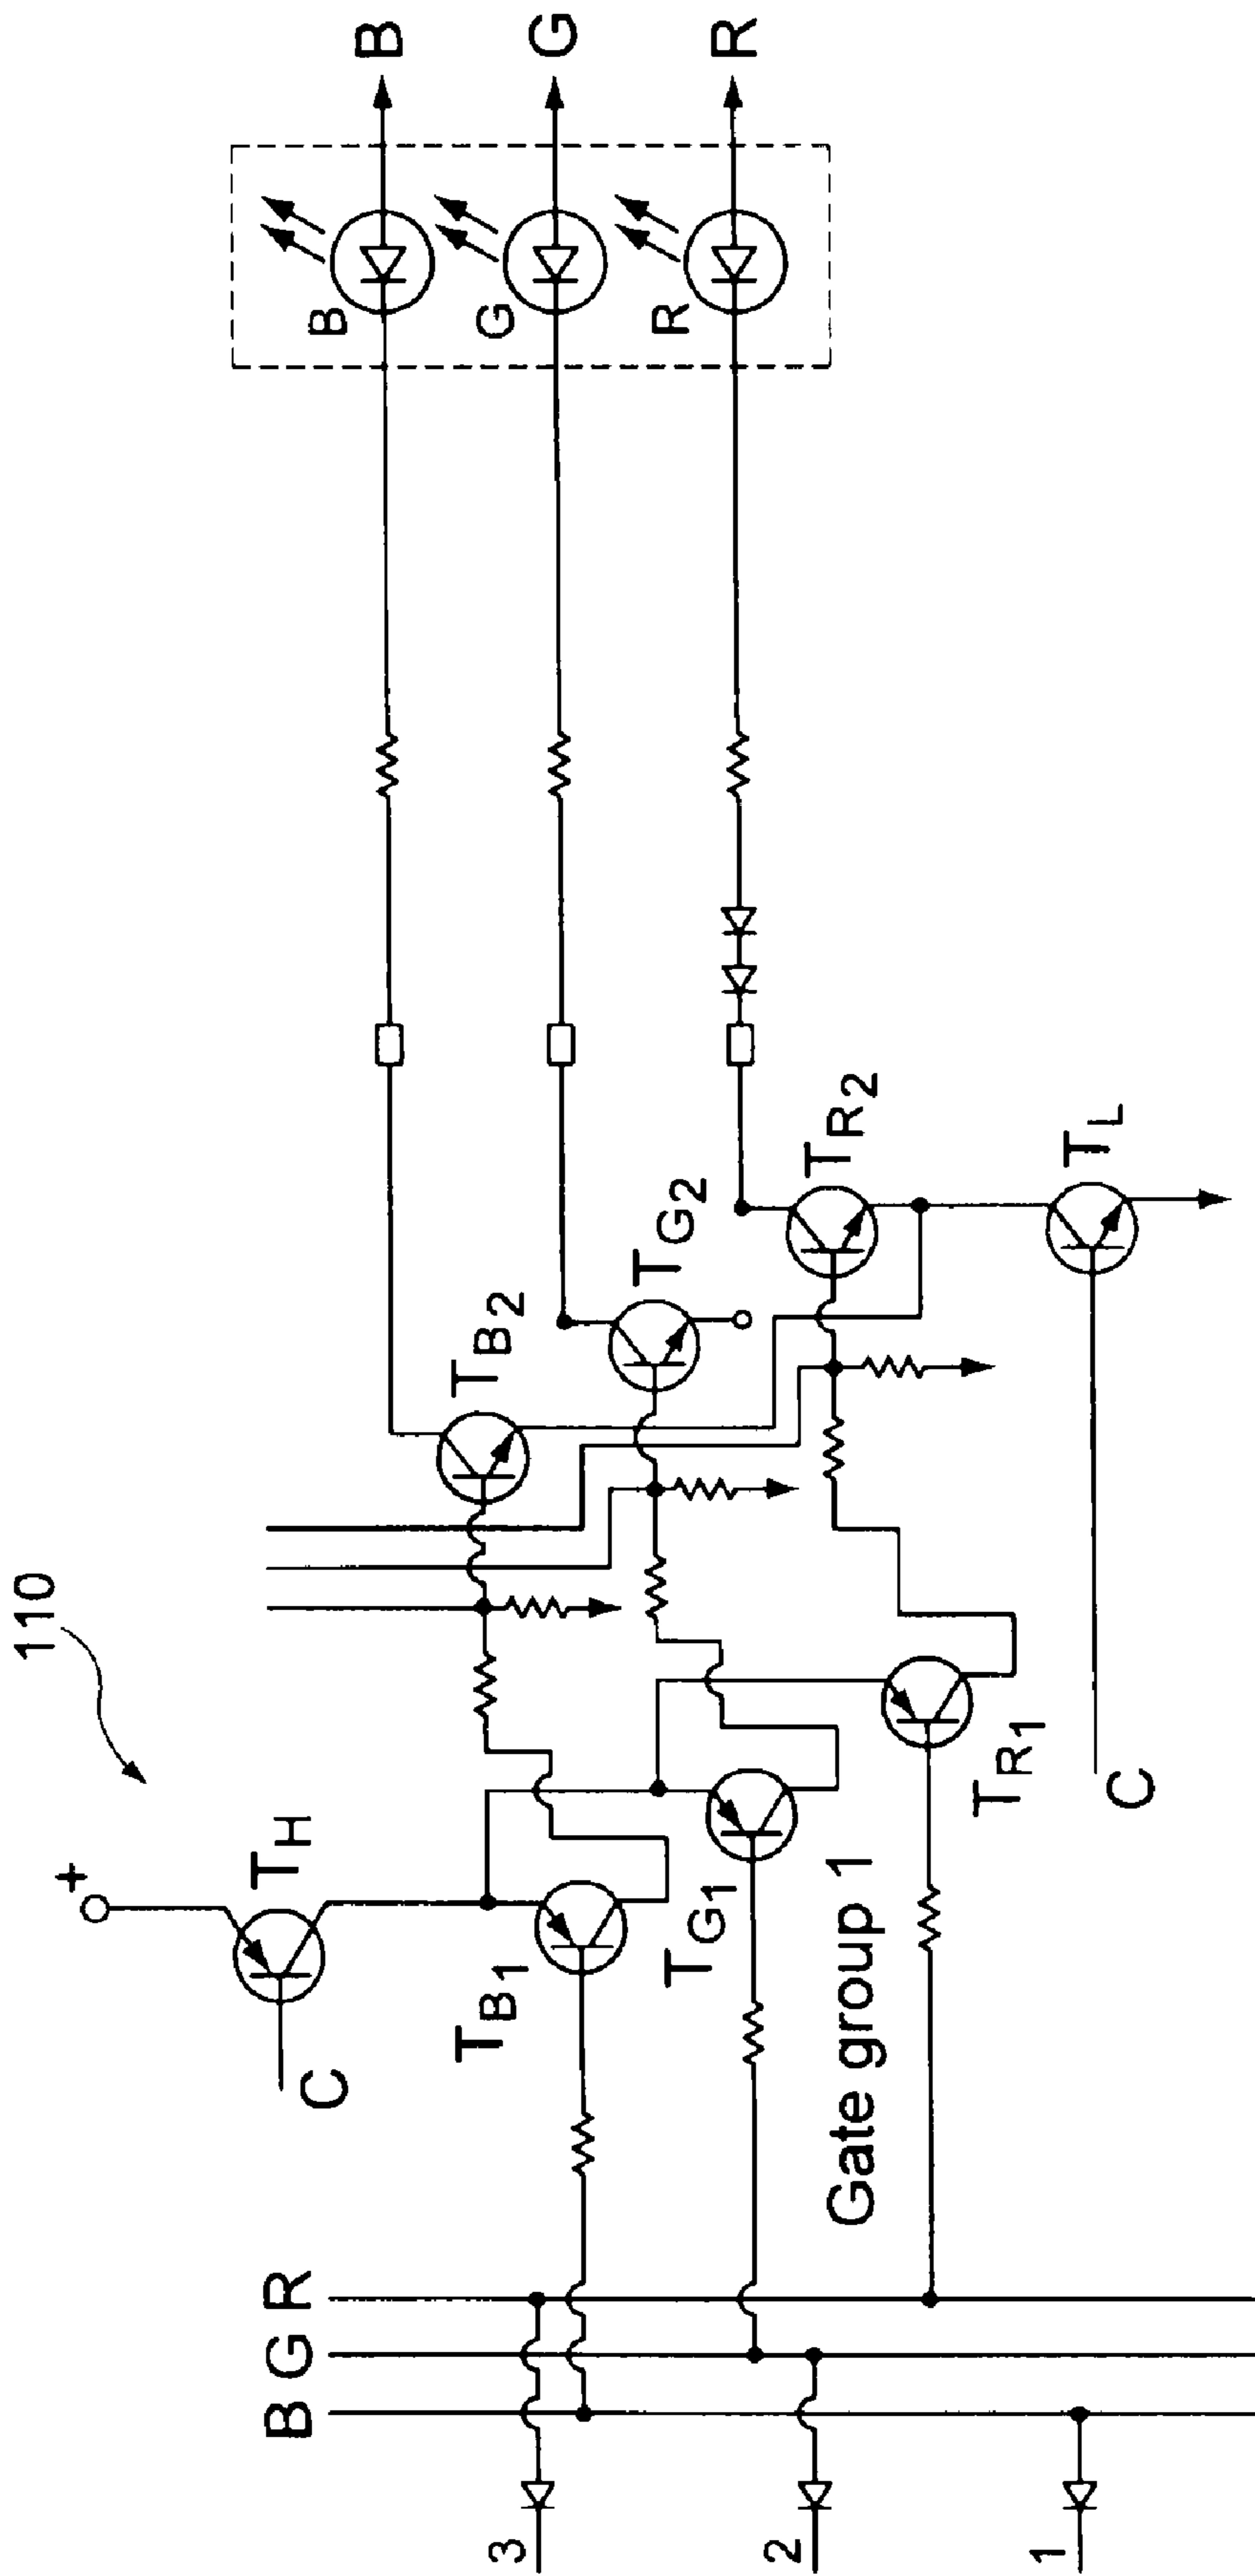 110
+
T_H
C
B G R
3
2
1
T_B1
T_G1
Gate group 1
T_R1
T_B2
T_G2
T_R2
T_L
C
B
G
R
B
G
R